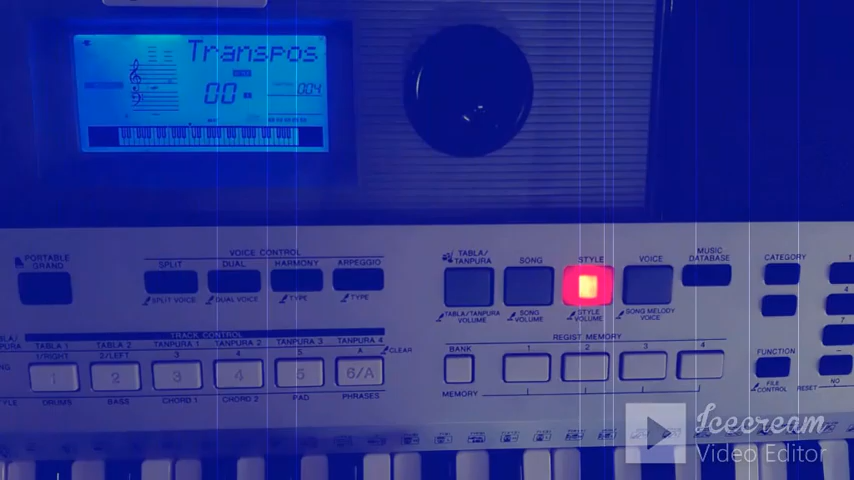 Transpos
00
004
PORTABLE
GRAND
VOICE CONTROL
SPLIT DUAL HARMONY ARPEGGIO
SPLIT VOICE DUAL VOICE TYPE TYPE
TABLA/
TANPURA SONG STYLE VOICE MUSIC
DATABASE
CATEGORY
TABLA/TANPURA
VOLUME SONG
VOLUME STYLE
VOLUME SONG MELODY
VOICE
TRACK CONTROL
TABLA 1 TABLA 2 TANPURA 1 TANPURA 2 TANPURA 3 TANPURA 4
1/RIGHT 2/LEFT 3 4 5 A
CLEAR
1 2 3 4 5 6/A
DRUMS BASS CHORD 1 CHORD 2 PAD PHRASES
REGIST MEMORY
BANK 1 2 3 4
MEMORY
FUNCTION
FILE
CONTROL
RESET
NO
1
4
7
Icecream
Video Editor